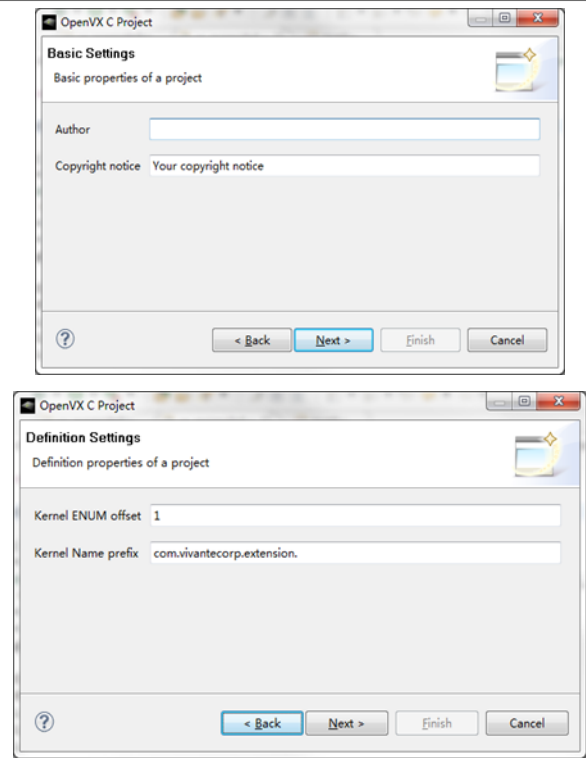 OpenVX C Project
Basic Settings
Basic properties of a project
Author
Copyright notice Your copyright notice
< Back Next > Finish Cancel
OpenVX C Project
Definition Settings
Definition properties of a project
Kernel ENUM offset 1
Kernel Name prefix com.vivantecorp.extension.
< Back Next > Finish Cancel